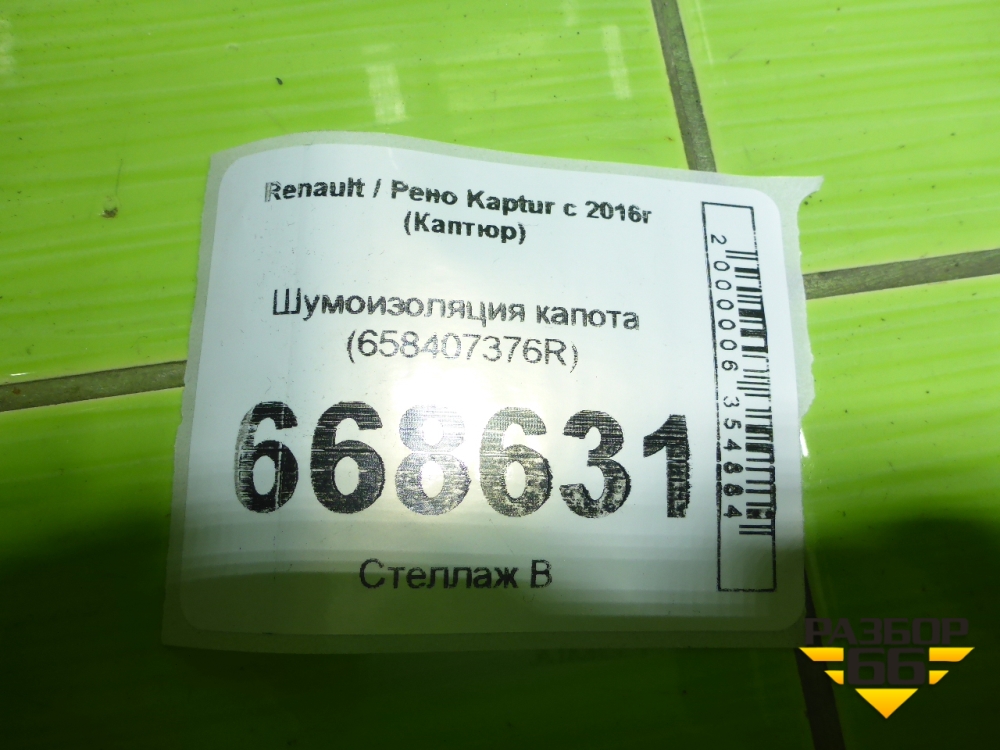 Renault / Рено Kaptur с 2016г
(Каптюр)
Шумоизоляция капота
(658407376R)
668631
Стеллаж В
2000006354884
РАЗБОР
66